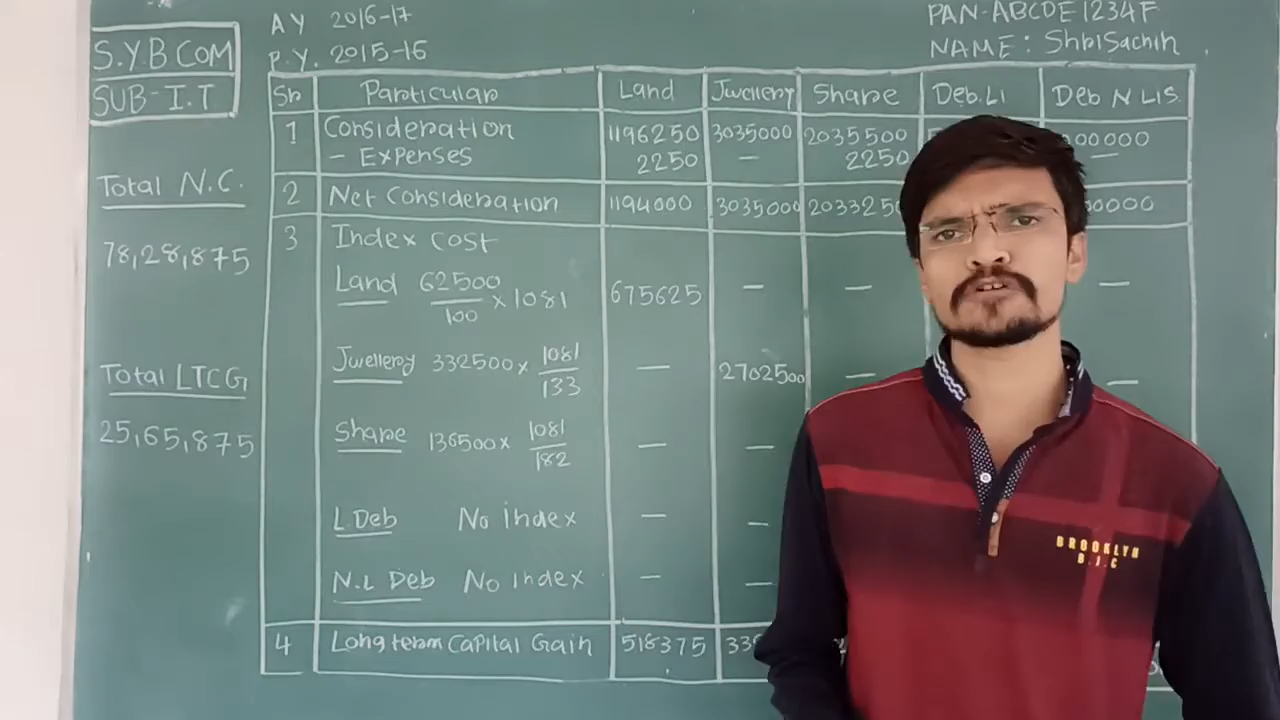 S.Y.B COM
SUB-I.T
AY 2016-17
P.Y. 2015-16
PAN-ABCDE1234F
NAME: ShriSachin
Total N.C.
78,28,875
Total LTCG
25,65,875
Sr Particular Land Jwellery Share Deb.Li Deb N Lis.
1 Consideration 1196250 3035000 2035500
- Expenses 2250 — 2250 —
2 Net Consideration 1194000 3035000
3 Index cost
Land 62500/100 × 1081 675625 — — —
Jwellery 332500 × 1081/133 — 2702500 — —
Share 136500 × 1081/182 — —
L.Deb No index — —
N.L Deb No index — —
4 Long term Capital Gain 518375
BROOKLYN
B.I.C